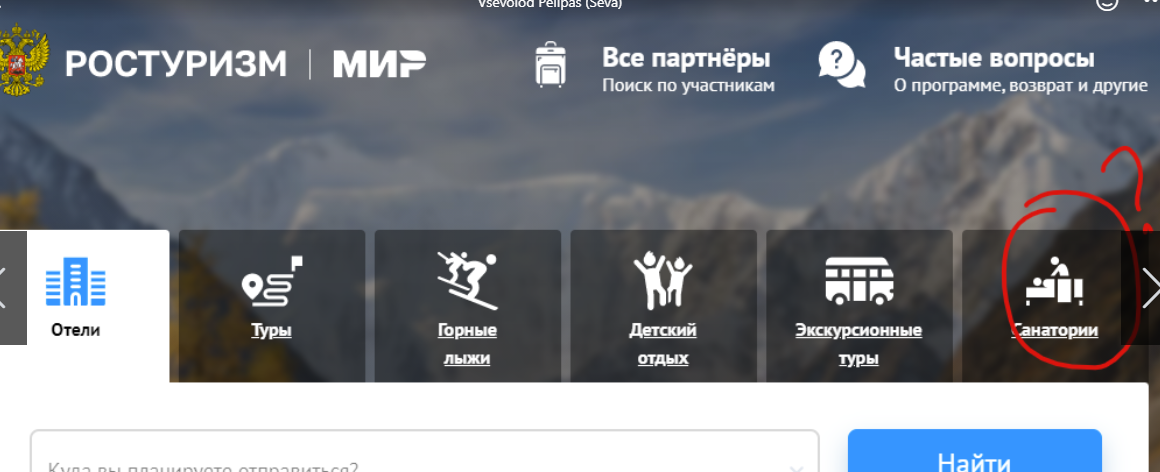 Vsevolod Pelipas (Seva)
РОСТУРИЗМ | МИР
Все партнёры
Поиск по участникам
Частые вопросы
О программе, возврат и другие
?
Отели
Туры
Горные
лыжи
Детский
отдых
Экскурсионные
туры
Санатории
?
Куда вы планируете отправиться?
Найти